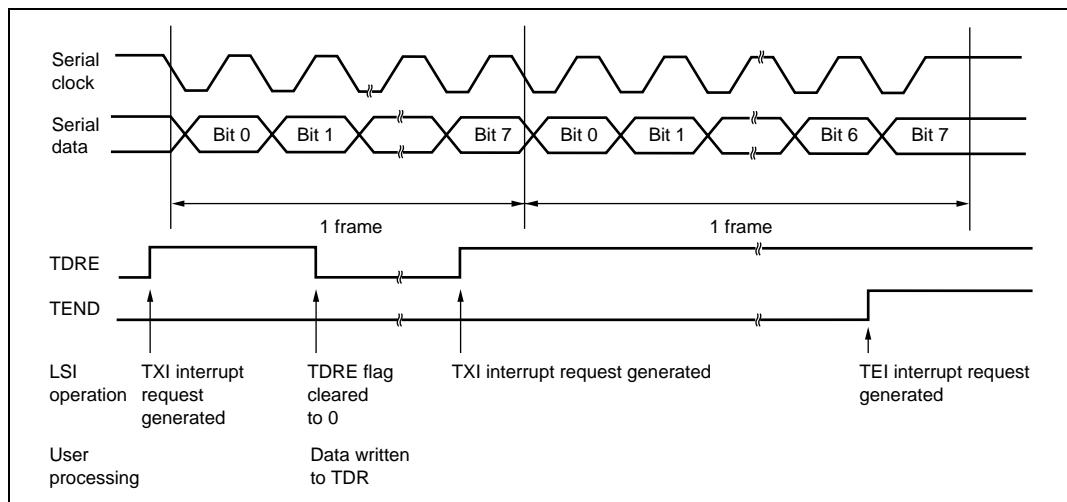 Serial
clock
Serial
data
Bit 0
Bit 1
Bit 7
Bit 0
Bit 1
Bit 6
Bit 7
1 frame
1 frame
TDRE
TEND
LSI
operation
TXI interrupt
request
generated
TDRE flag
cleared
to 0
TXI interrupt request generated
TEI interrupt request
generated
User
processing
Data written
to TDR